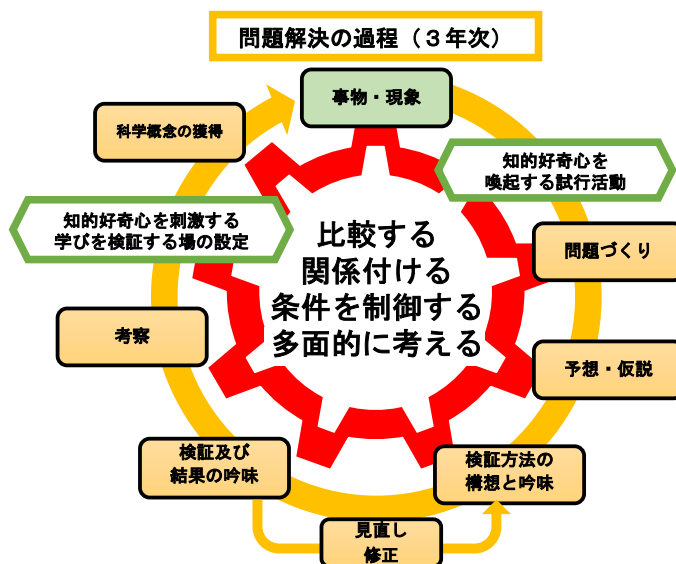 問題解決の過程（３年次）
事物・現象
知的好奇心を
喚起する試行活動
問題づくり
予想・仮説
検証方法の
構想と吟味
見直し
修正
検証及び
結果の吟味
考察
知的好奇心を刺激する
学びを検証する場の設定
科学概念の獲得
比較する
関係付ける
条件を制御する
多面的に考える